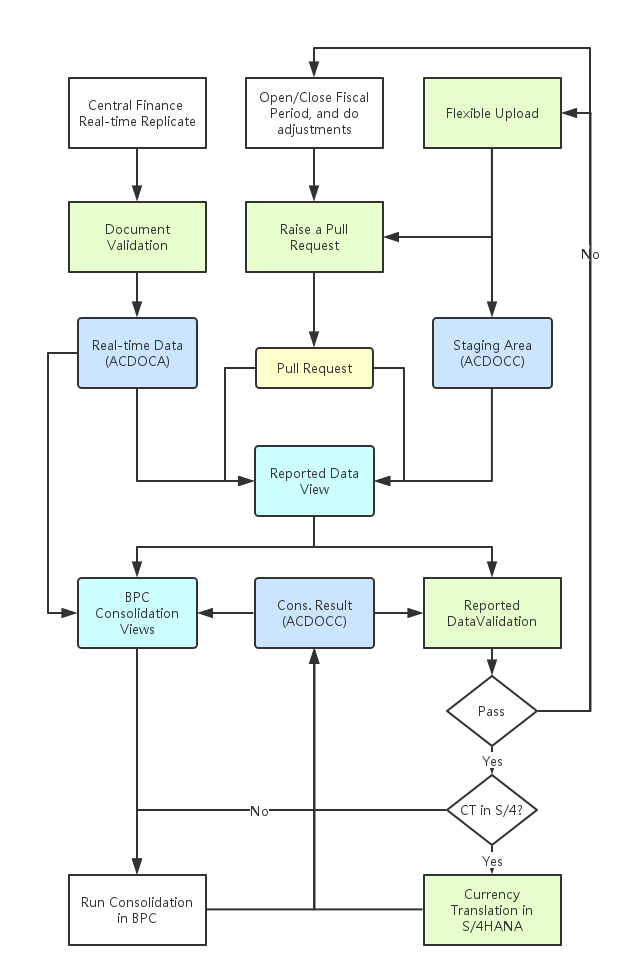 Central Finance
Real-time Replicate
Open/Close Fiscal
Period, and do
adjustments
Flexible Upload
Document
Validation
Raise a Pull
Request
No
Real-time Data
(ACDOCA)
Pull Request
Staging Area
(ACDOCC)
Reported Data
View
BPC
Consolidation
Views
Cons. Result
(ACDOCC)
Reported
DataValidation
Pass
Yes
CT in S/4?
No
Yes
Run Consolidation
in BPC
Currency
Translation in
S/4HANA